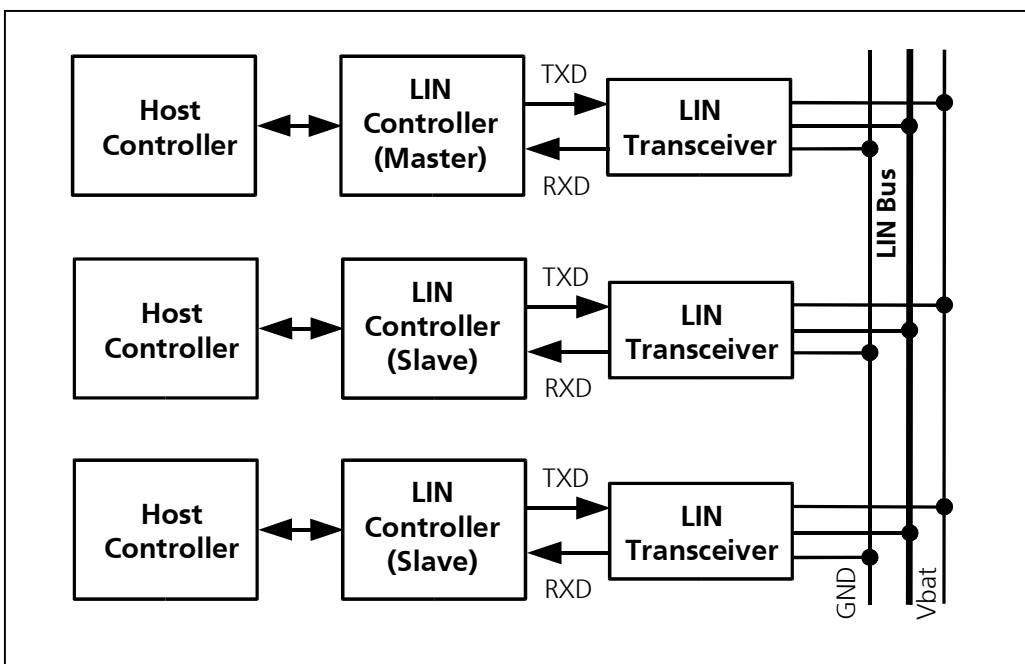 Host
Controller
LIN
Controller
(Master)
TXD
RXD
LIN
Transceiver
LIN Bus
Host
Controller
LIN
Controller
(Slave)
TXD
RXD
LIN
Transceiver
Host
Controller
LIN
Controller
(Slave)
TXD
RXD
LIN
Transceiver
GND
Vbat